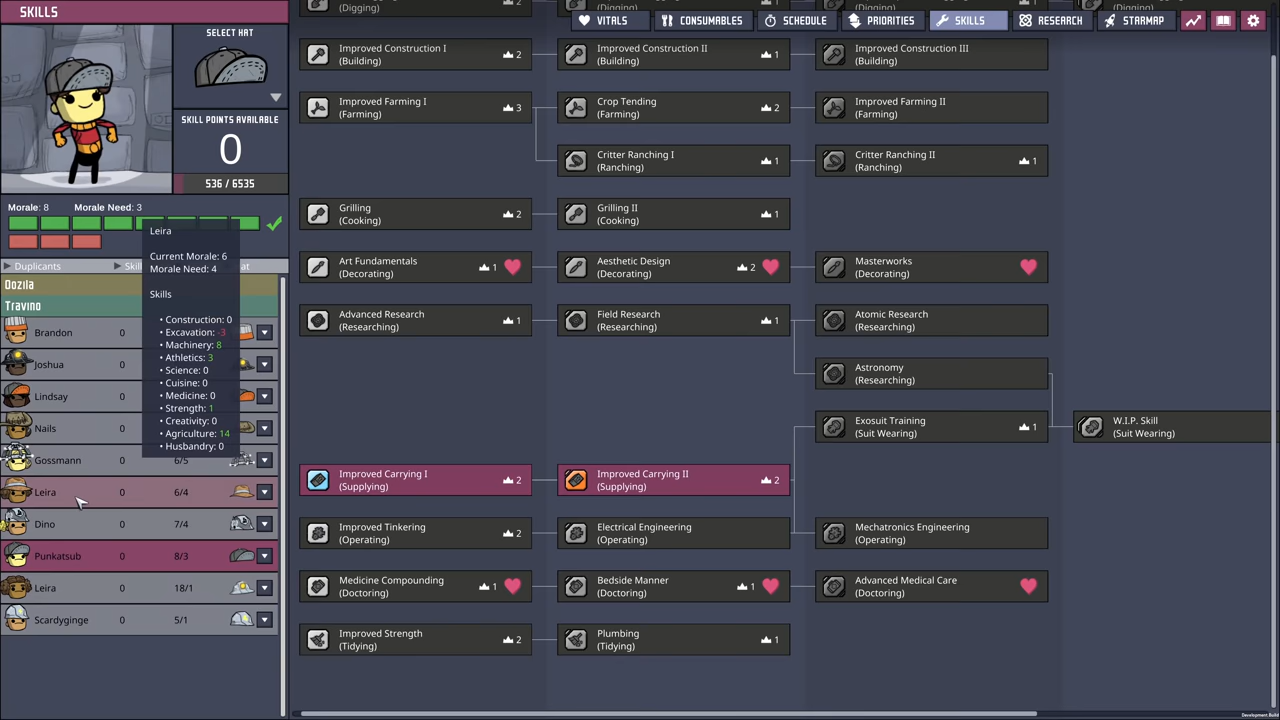 SKILLS
VITALS
CONSUMABLES
SCHEDULE
PRIORITIES
SKILLS
RESEARCH
STARMAP
SELECT HAT
SKILL POINTS AVAILABLE
0
536 / 6535
Morale: 8
Morale Need: 3
Duplicants
Skill
at
Oozila
Travino
Brandon 0
Joshua 0
Lindsay 0
Nails 0
Gossmann 0 6/5
Leira 0 6/4
Dino 0 7/4
Punkatsub 0 8/3
Leira 0 18/1
Scardyginge 0 5/1
Leira
Current Morale: 6
Morale Need: 4
Skills
• Construction: 0
• Excavation: -3
• Machinery: 8
• Athletics: 3
• Science: 0
• Cuisine: 0
• Medicine: 0
• Strength: 1
• Creativity: 0
• Agriculture: 14
• Husbandry: 0
(Digging)
(Digging)
(Digging)
(Digging)
Improved Construction I
(Building)
2
Improved Construction II
(Building)
1
Improved Construction III
(Building)
Improved Farming I
(Farming)
3
Crop Tending
(Farming)
2
Improved Farming II
(Farming)
Critter Ranching I
(Ranching)
1
Critter Ranching II
(Ranching)
1
Grilling
(Cooking)
2
Grilling II
(Cooking)
1
Art Fundamentals
(Decorating)
1
Aesthetic Design
(Decorating)
2
Masterworks
(Decorating)
Advanced Research
(Researching)
1
Field Research
(Researching)
1
Atomic Research
(Researching)
Astronomy
(Researching)
Exosuit Training
(Suit Wearing)
1
W.I.P. Skill
(Suit Wearing)
Improved Carrying I
(Supplying)
2
Improved Carrying II
(Supplying)
2
Improved Tinkering
(Operating)
2
Electrical Engineering
(Operating)
Mechatronics Engineering
(Operating)
Medicine Compounding
(Doctoring)
1
Bedside Manner
(Doctoring)
1
Advanced Medical Care
(Doctoring)
Improved Strength
(Tidying)
2
Plumbing
(Tidying)
1
Development Build